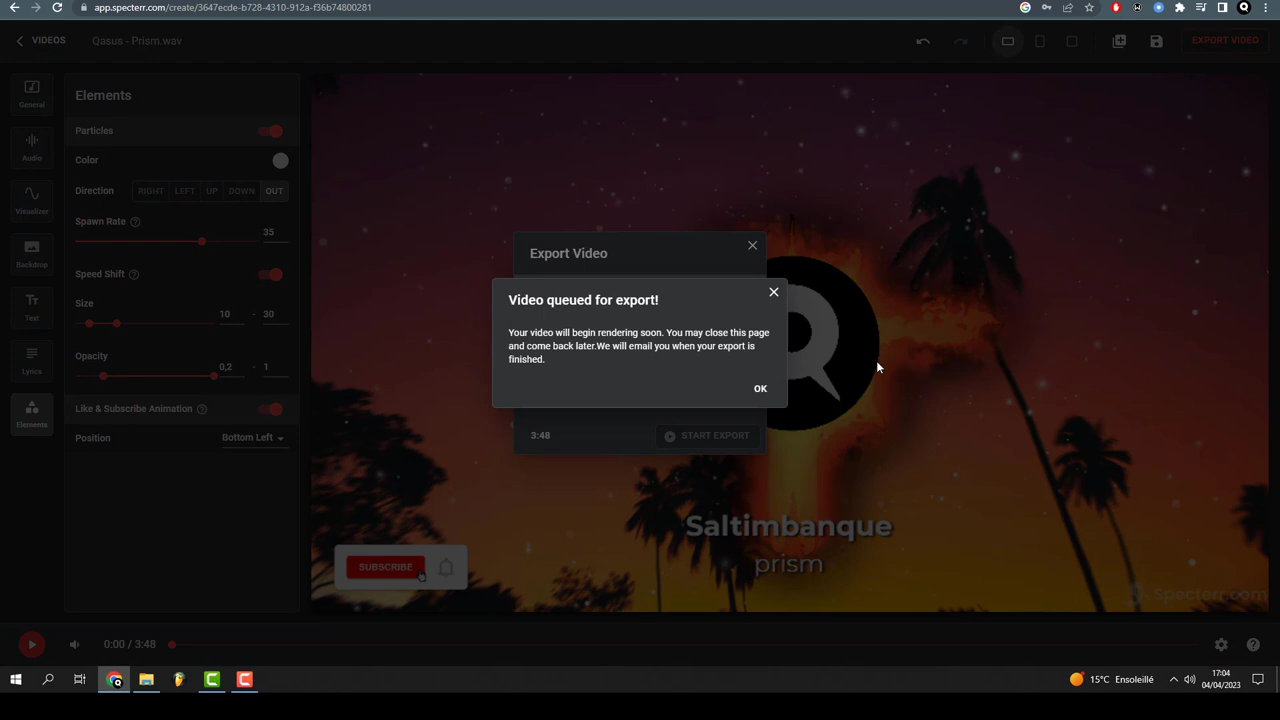 app.specterr.com/create/3647ecde-b728-4310-912a-f36b74800281
VIDEOS
Qasus - Prism.wav
EXPORT VIDEO
General
Audio
Visualizer
Backdrop
Text
Lyrics
Elements
Elements
Particles
Color
Direction
RIGHT LEFT UP DOWN OUT
Spawn Rate
35
Speed Shift
Size
10 - 30
Opacity
0,2 - 1
Like & Subscribe Animation
Position Bottom Left
Export Video
Video queued for export!
Your video will begin rendering soon. You may close this page
and come back later.We will email you when your export is
finished.
OK
3:48
START EXPORT
Saltimbanque
prism
SUBSCRIBE
Specterr.com
0:00 / 3:48
15°C Ensoleillé
17:04
04/04/2023